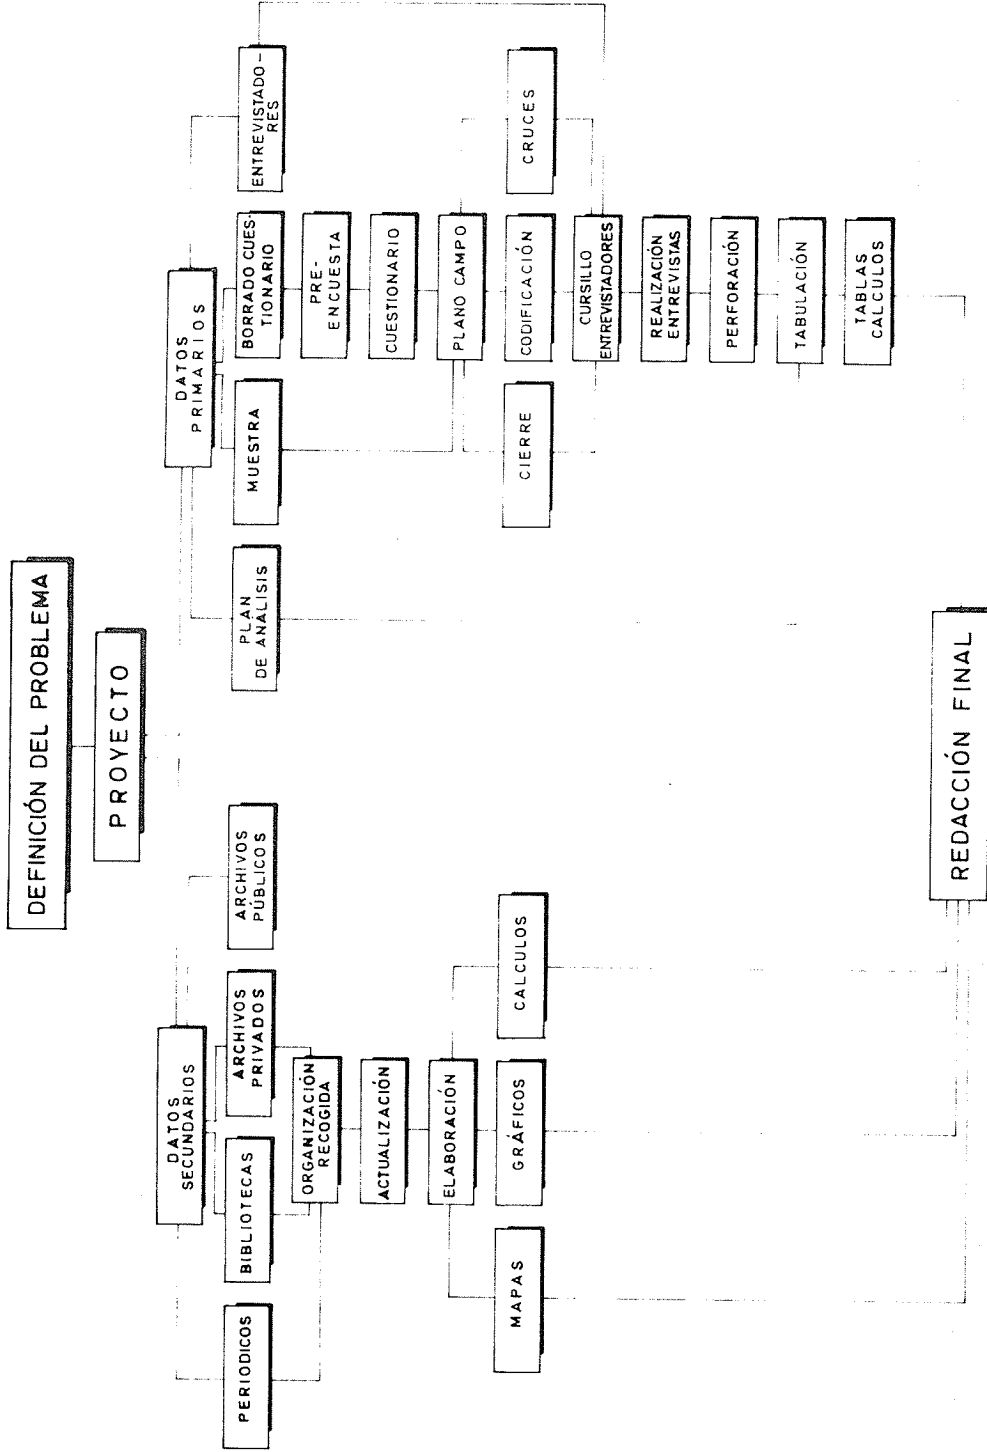 DEFINICIÓN DEL PROBLEMA
PROYECTO
DATOS
SECUNDARIOS
DATOS
PRIMARIOS
PERIODICOS
BIBLIOTECAS
ARCHIVOS
PRIVADOS
ARCHIVOS
PÚBLICOS
PLAN
DE ANÁLISIS
MUESTRA
BORRADO CUES-
TIONARIO
ENTREVISTADO-
RES
ORGANIZACIÓN
RECOGIDA
PRE-
ENCUESTA
ACTUALIZACIÓN
CUESTIONARIO
ELABORACIÓN
PLANO CAMPO
MAPAS
GRÁFICOS
CALCULOS
CIERRE
CODIFICACIÓN
CRUCES
CURSILLO
ENTREVISTADORES
REALIZACIÓN
ENTREVISTAS
PERFORACIÓN
TABULACIÓN
TABLAS
CALCULOS
REDACCIÓN FINAL